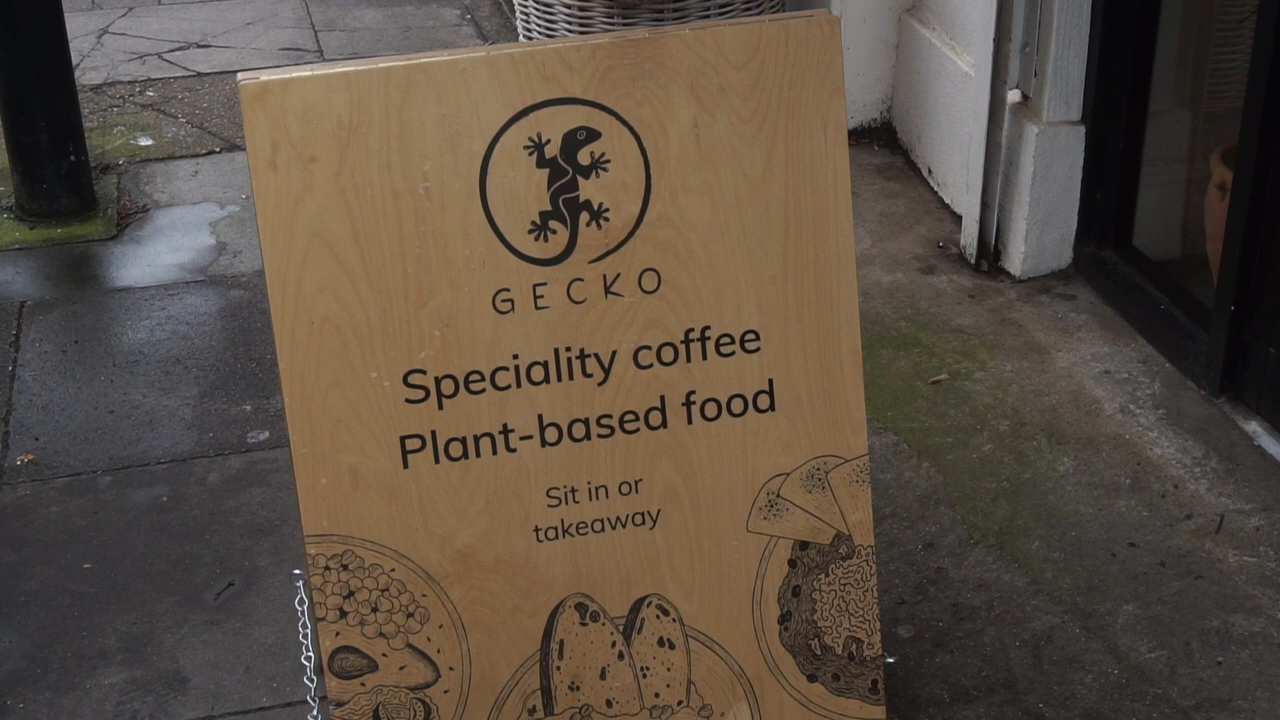 GECKO
Speciality coffee
Plant-based food
Sit in or
takeaway